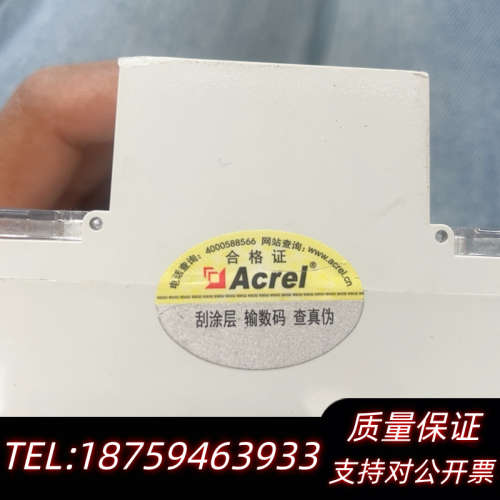 电话查询：4000588566 网站查询：www.acrel.cn
合格证
Acrel®
刮涂层 输数码 查真伪
质量保证
TEL:18759463933
支持对公开票